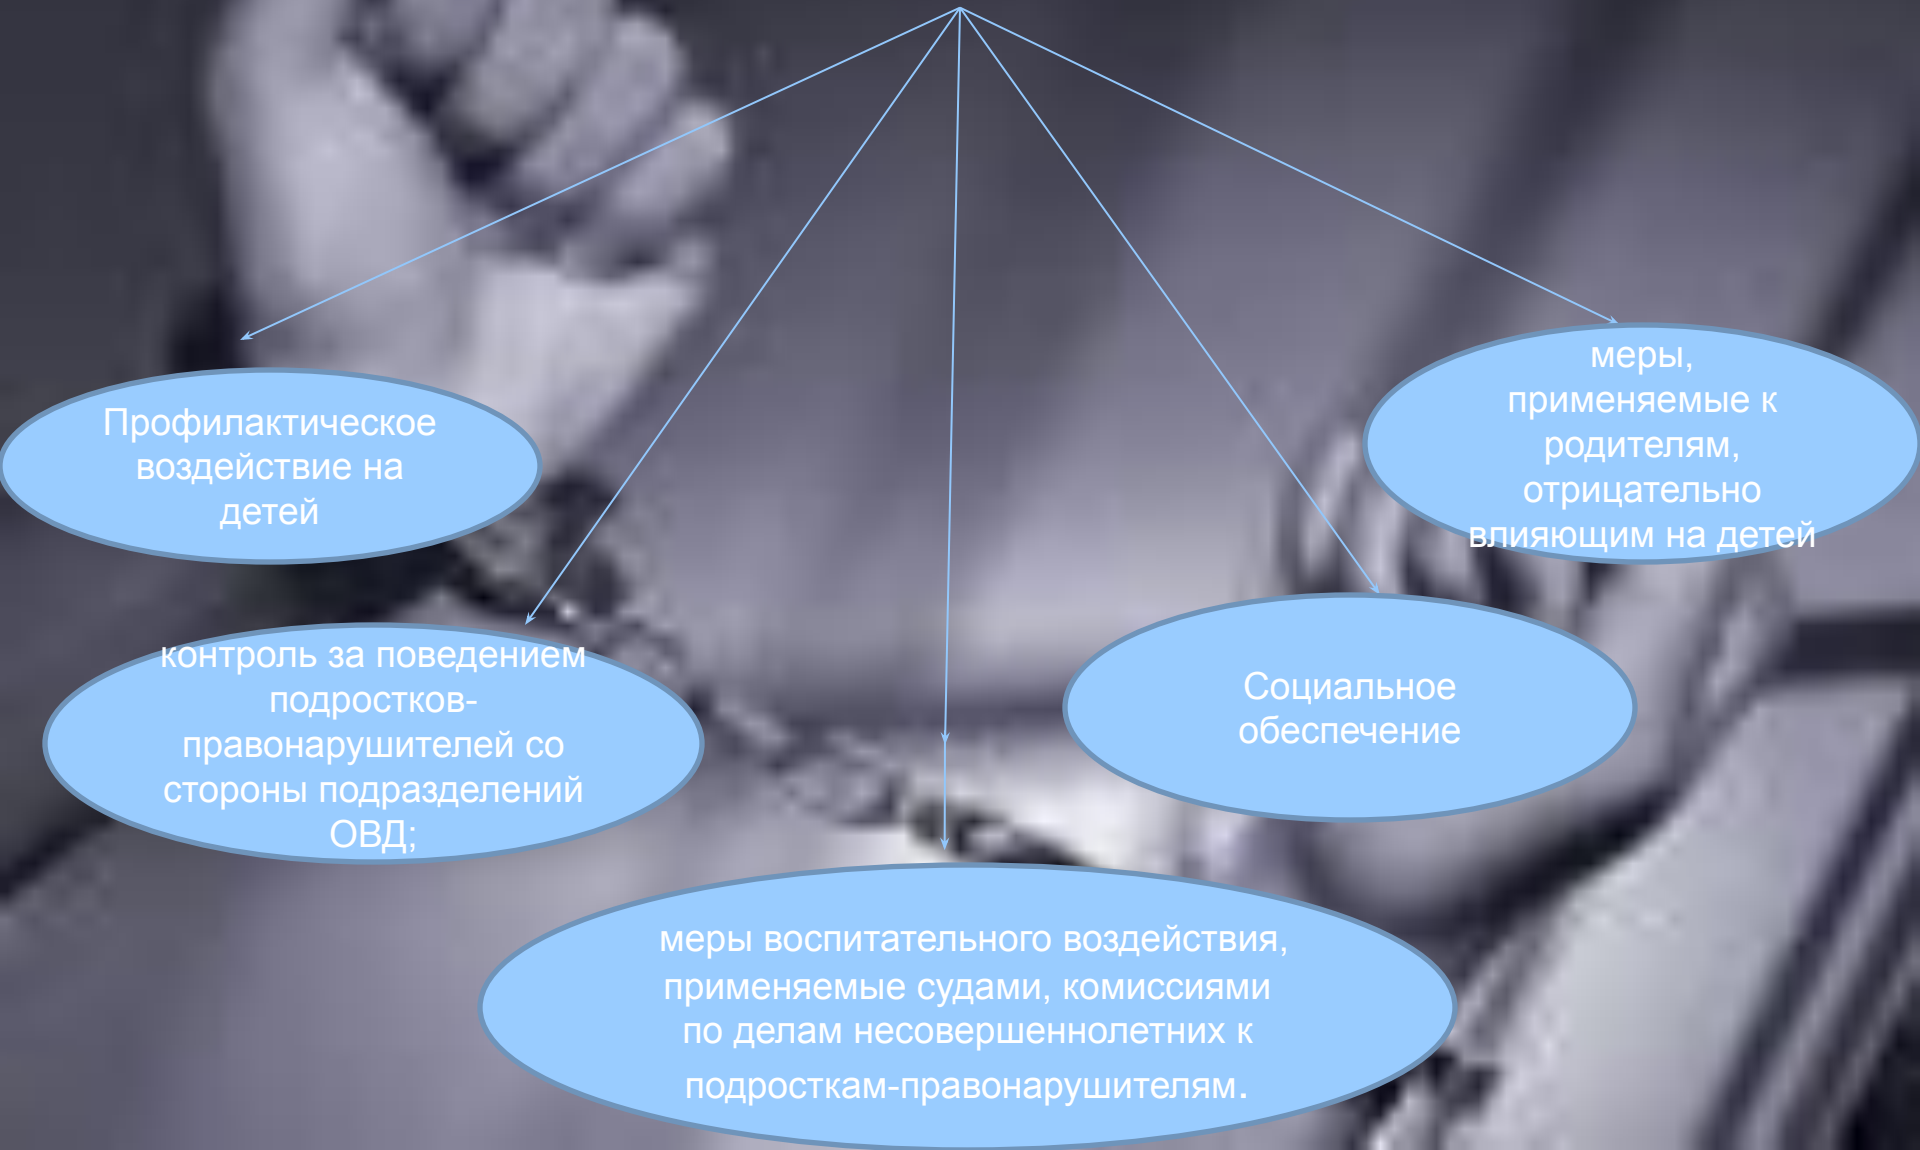 Профилактическое
воздействие на
детей
меры,
применяемые к
родителям,
отрицательно
влияющим на детей
контроль за поведением
подростков-
правонарушителей со
стороны подразделений
ОВД;
Социальное
обеспечение
меры воспитательного воздействия,
применяемые судами, комиссиями
по делам несовершеннолетних к
подросткам-правонарушителям.